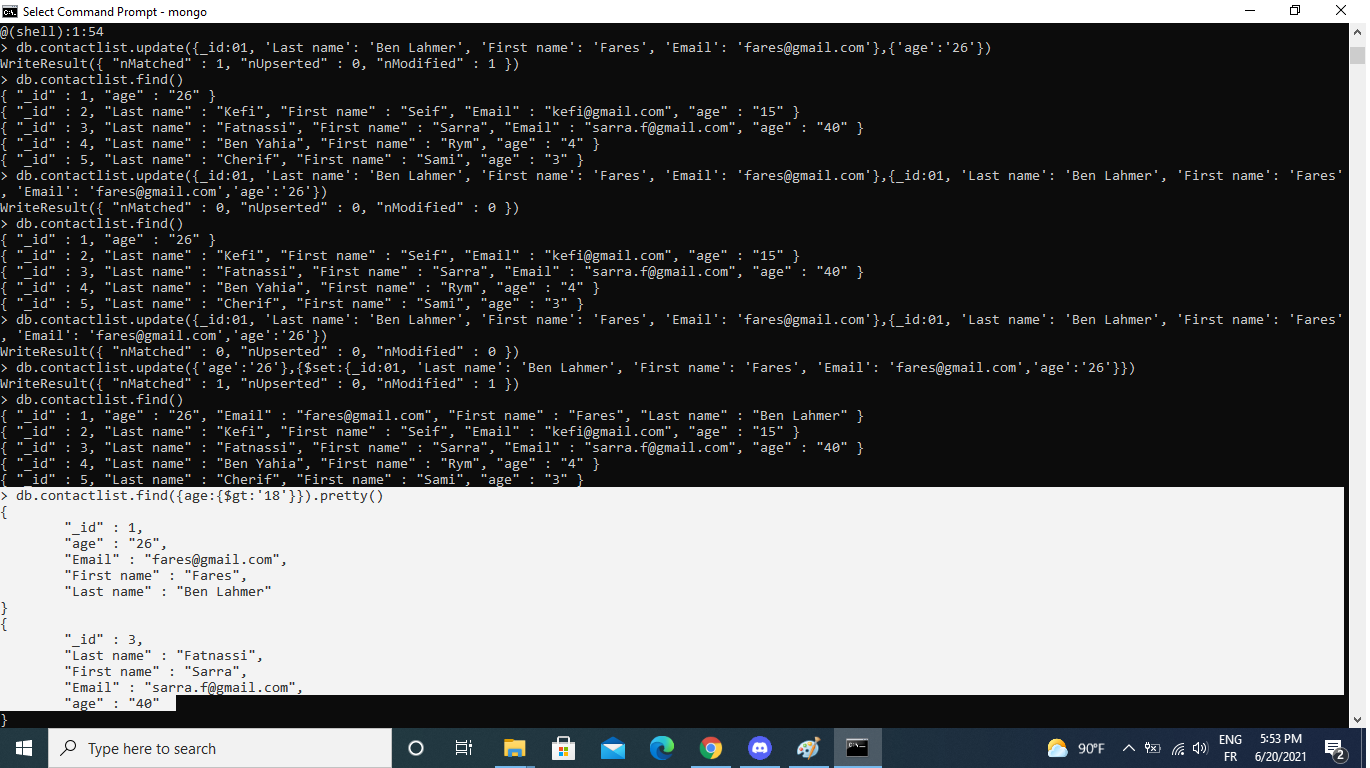 Select Command Prompt - mongo
@(shell):1:54
> db.contactlist.update({_id:01, 'Last name': 'Ben Lahmer', 'First name': 'Fares', 'Email': 'fares@gmail.com'},{'age':'26'})
WriteResult({ "nMatched" : 1, "nUpserted" : 0, "nModified" : 1 })
> db.contactlist.find()
{ "_id" : 1, "age" : "26" }
{ "_id" : 2, "Last name" : "Kefi", "First name" : "Seif", "Email" : "kefi@gmail.com", "age" : "15" }
{ "_id" : 3, "Last name" : "Fatnassi", "First name" : "Sarra", "Email" : "sarra.f@gmail.com", "age" : "40" }
{ "_id" : 4, "Last name" : "Ben Yahia", "First name" : "Rym", "age" : "4" }
{ "_id" : 5, "Last name" : "Cherif", "First name" : "Sami", "age" : "3" }
> db.contactlist.update({_id:01, 'Last name': 'Ben Lahmer', 'First name': 'Fares', 'Email': 'fares@gmail.com'},{_id:01, 'Last name': 'Ben Lahmer', 'First name': 'Fares'
, 'Email': 'fares@gmail.com','age':'26'})
WriteResult({ "nMatched" : 0, "nUpserted" : 0, "nModified" : 0 })
> db.contactlist.find()
{ "_id" : 1, "age" : "26" }
{ "_id" : 2, "Last name" : "Kefi", "First name" : "Seif", "Email" : "kefi@gmail.com", "age" : "15" }
{ "_id" : 3, "Last name" : "Fatnassi", "First name" : "Sarra", "Email" : "sarra.f@gmail.com", "age" : "40" }
{ "_id" : 4, "Last name" : "Ben Yahia", "First name" : "Rym", "age" : "4" }
{ "_id" : 5, "Last name" : "Cherif", "First name" : "Sami", "age" : "3" }
> db.contactlist.update({_id:01, 'Last name': 'Ben Lahmer', 'First name': 'Fares', 'Email': 'fares@gmail.com'},{_id:01, 'Last name': 'Ben Lahmer', 'First name': 'Fares'
, 'Email': 'fares@gmail.com','age':'26'})
WriteResult({ "nMatched" : 0, "nUpserted" : 0, "nModified" : 0 })
> db.contactlist.update({'age':'26'},{$set:{_id:01, 'Last name': 'Ben Lahmer', 'First name': 'Fares', 'Email': 'fares@gmail.com','age':'26'}})
WriteResult({ "nMatched" : 1, "nUpserted" : 0, "nModified" : 1 })
> db.contactlist.find()
{ "_id" : 1, "age" : "26", "Email" : "fares@gmail.com", "First name" : "Fares", "Last name" : "Ben Lahmer" }
{ "_id" : 2, "Last name" : "Kefi", "First name" : "Seif", "Email" : "kefi@gmail.com", "age" : "15" }
{ "_id" : 3, "Last name" : "Fatnassi", "First name" : "Sarra", "Email" : "sarra.f@gmail.com", "age" : "40" }
{ "_id" : 4, "Last name" : "Ben Yahia", "First name" : "Rym", "age" : "4" }
{ "_id" : 5, "Last name" : "Cherif", "First name" : "Sami", "age" : "3" }
> db.contactlist.find({age:{$gt:'18'}}).pretty()
{
"_id" : 1,
"age" : "26",
"Email" : "fares@gmail.com",
"First name" : "Fares",
"Last name" : "Ben Lahmer"
}
{
"_id" : 3,
"Last name" : "Fatnassi",
"First name" : "Sarra",
"Email" : "sarra.f@gmail.com",
"age" : "40"
}
Type here to search
90°F
ENG
FR
5:53 PM
6/20/2021
2